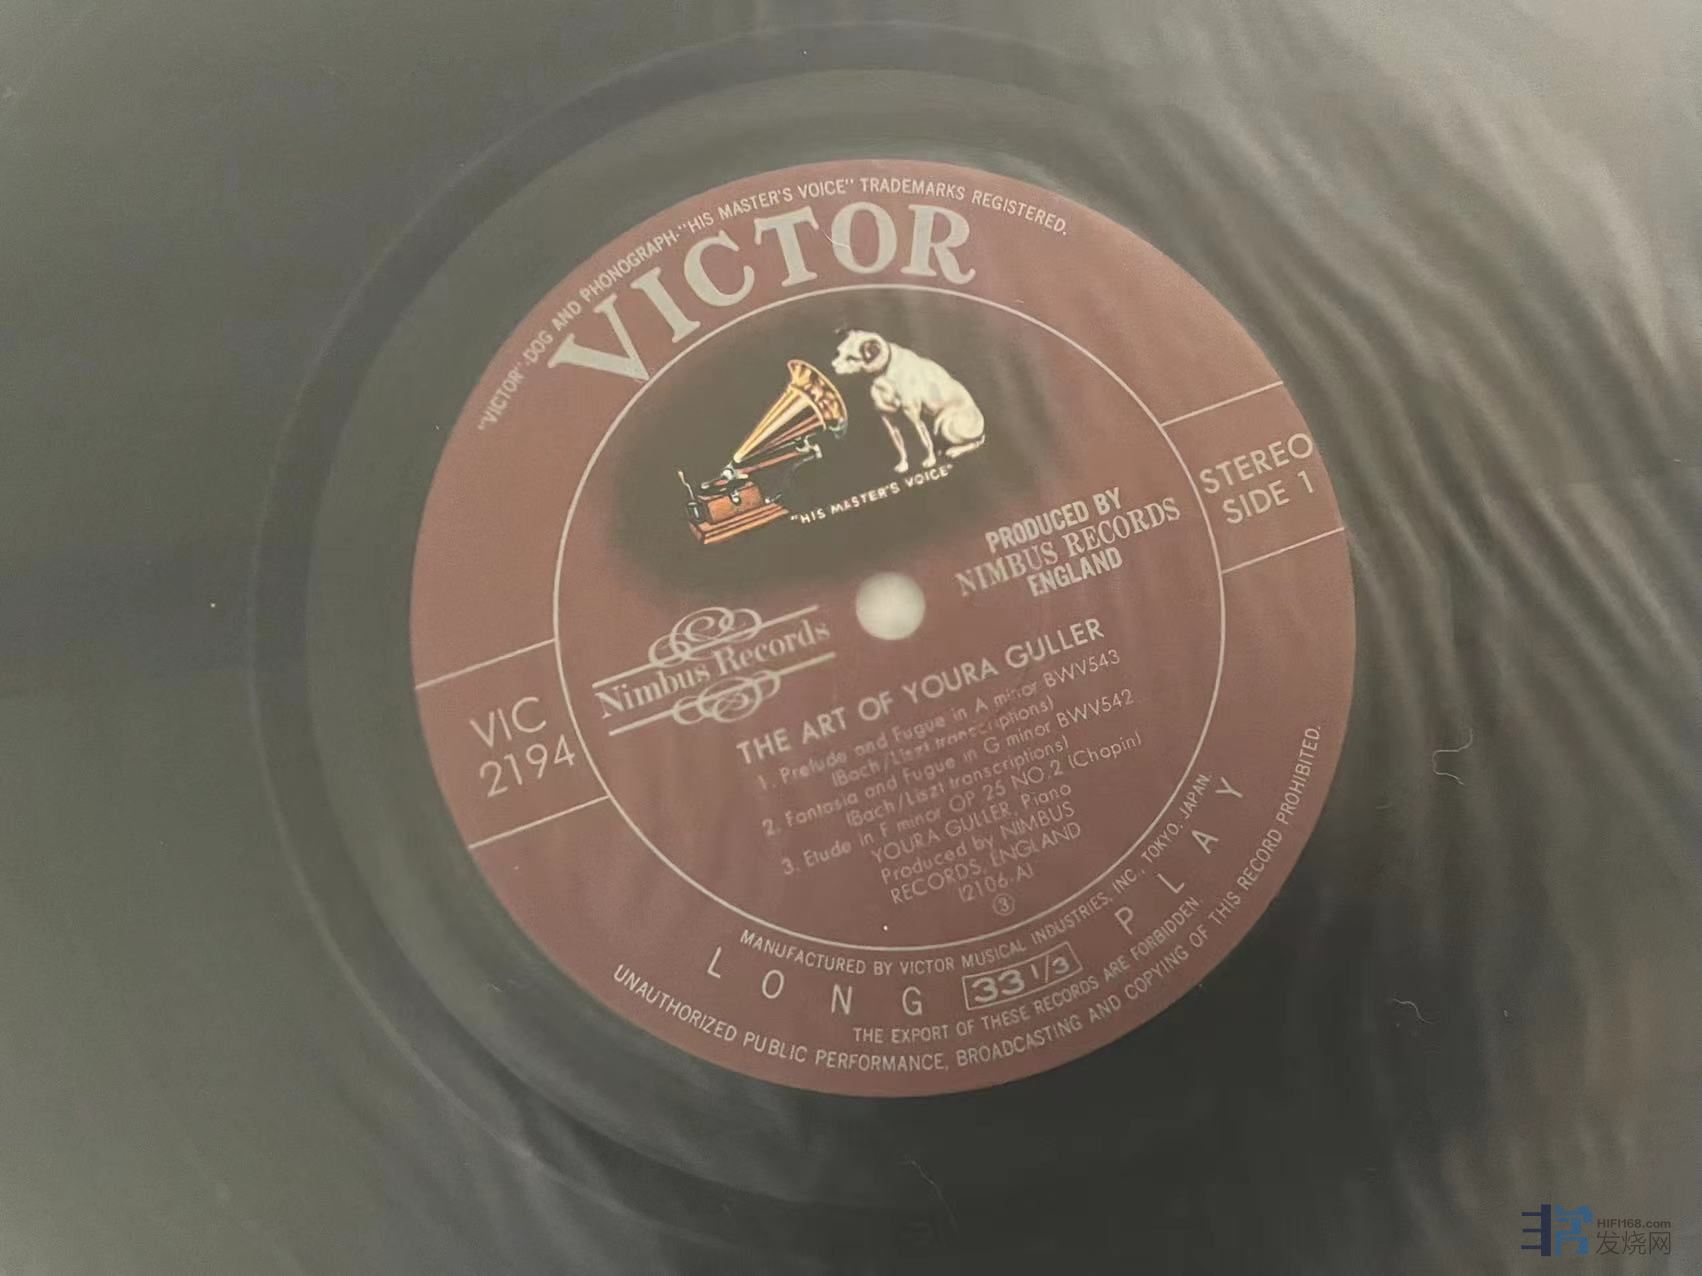 "VICTOR"-DOG AND PHONOGRAPH-"HIS MASTER'S VOICE" TRADEMARKS REGISTERED.
VICTOR
"HIS MASTER'S VOICE"
STEREO
SIDE 1
PRODUCED BY
NIMBUS RECORDS
ENGLAND
Nimbus Records
VIC
2194
THE ART OF YOURA GULLER
1. Prelude and Fugue in A minor BWV543
(Bach/Liszt transcriptions)
2. Fantasia and Fugue in G minor BWV542
(Bach/Liszt transcriptions)
3. Etude in F minor OP 25 NO.2 (Chopin)
YOURA GULLER, Piano
Produced by NIMBUS
RECORDS, ENGLAND
(2106.A)
③
MANUFACTURED BY VICTOR MUSICAL INDUSTRIES, INC., TOKYO. JAPAN.
LONG 33 1/3 PLAY
THE EXPORT OF THESE RECORDS ARE FORBIDDEN.
UNAUTHORIZED PUBLIC PERFORMANCE, BROADCASTING AND COPYING OF THIS RECORD PROHIBITED.
HIFI168.com
发烧网